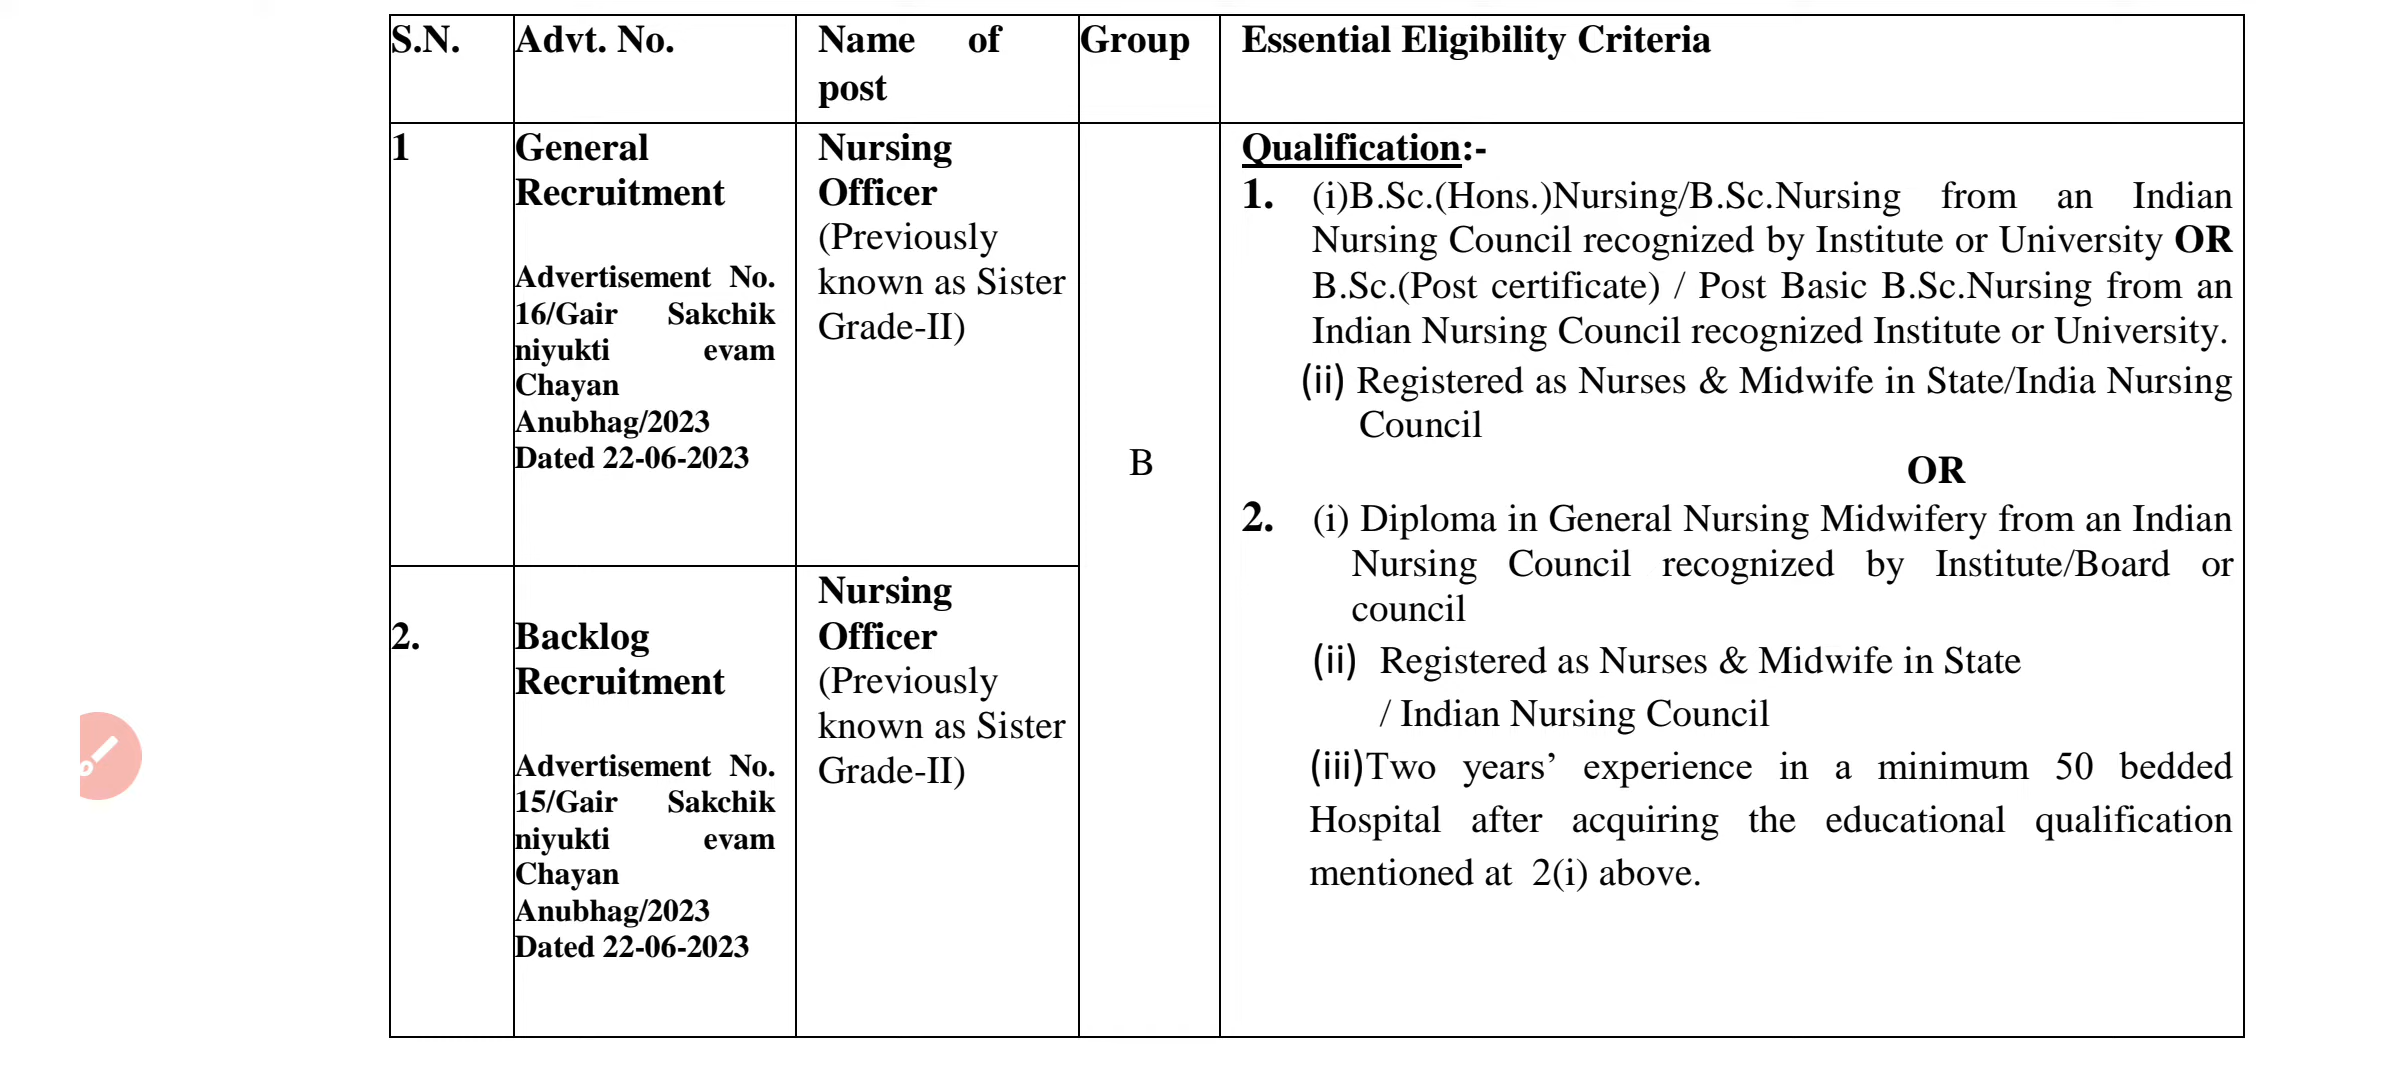 S.N. Advt. No. Name of Group Essential Eligibility Criteria
post
1 General Recruitment
Advertisement No.
16/Gair Sakchik
niyukti evam
Chayan
Anubhag/2023
Dated 22-06-2023
Nursing
Officer
(Previously
known as Sister
Grade-II)
B
Qualification:-
1. (i)B.Sc.(Hons.)Nursing/B.Sc.Nursing from an Indian
Nursing Council recognized by Institute or University OR
B.Sc.(Post certificate) / Post Basic B.Sc.Nursing from an
Indian Nursing Council recognized Institute or University.
(ii) Registered as Nurses & Midwife in State/India Nursing
Council
OR
2. (i) Diploma in General Nursing Midwifery from an Indian
Nursing Council recognized by Institute/Board or
council
(ii) Registered as Nurses & Midwife in State
/ Indian Nursing Council
(iii)Two years’ experience in a minimum 50 bedded
Hospital after acquiring the educational qualification
mentioned at 2(i) above.
2. Backlog
Recruitment
Advertisement No.
15/Gair Sakchik
niyukti evam
Chayan
Anubhag/2023
Dated 22-06-2023
Nursing
Officer
(Previously
known as Sister
Grade-II)